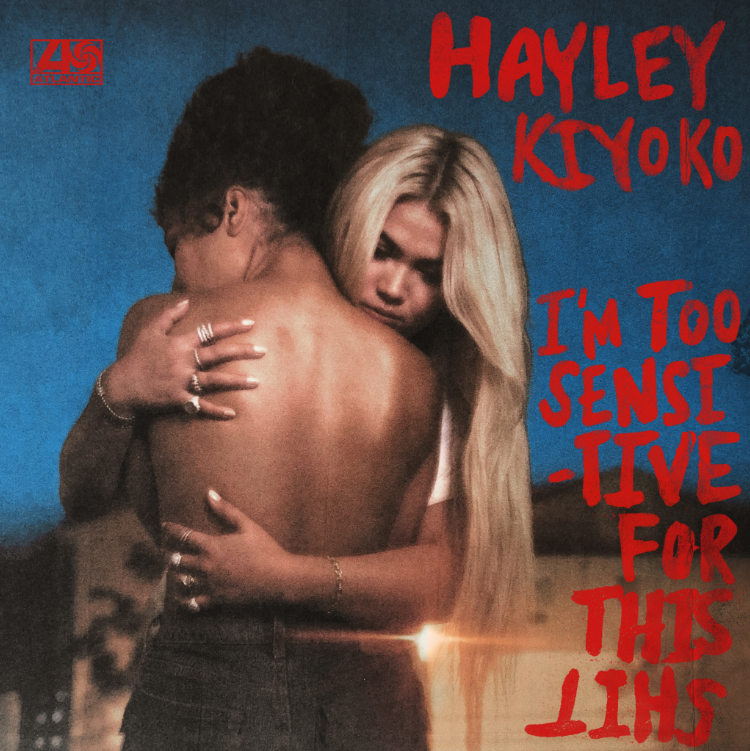 ATLANTIC
HAYLEY
KIYOKO
I'M TOO
SENSI
-TIVE
FOR
THIS
SHIT